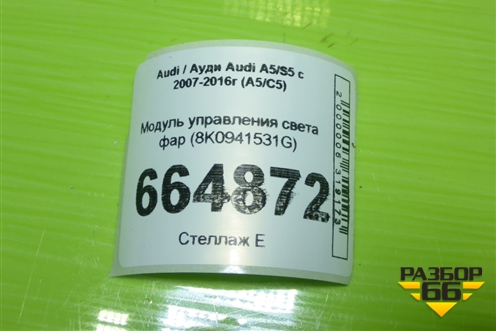 Audi / Ауди Audi A5/S5 с
2007-2016г (A5/C5)
Модуль управления света
фар (8K0941531G)
664872
Стеллаж Е
РАЗБОР
66